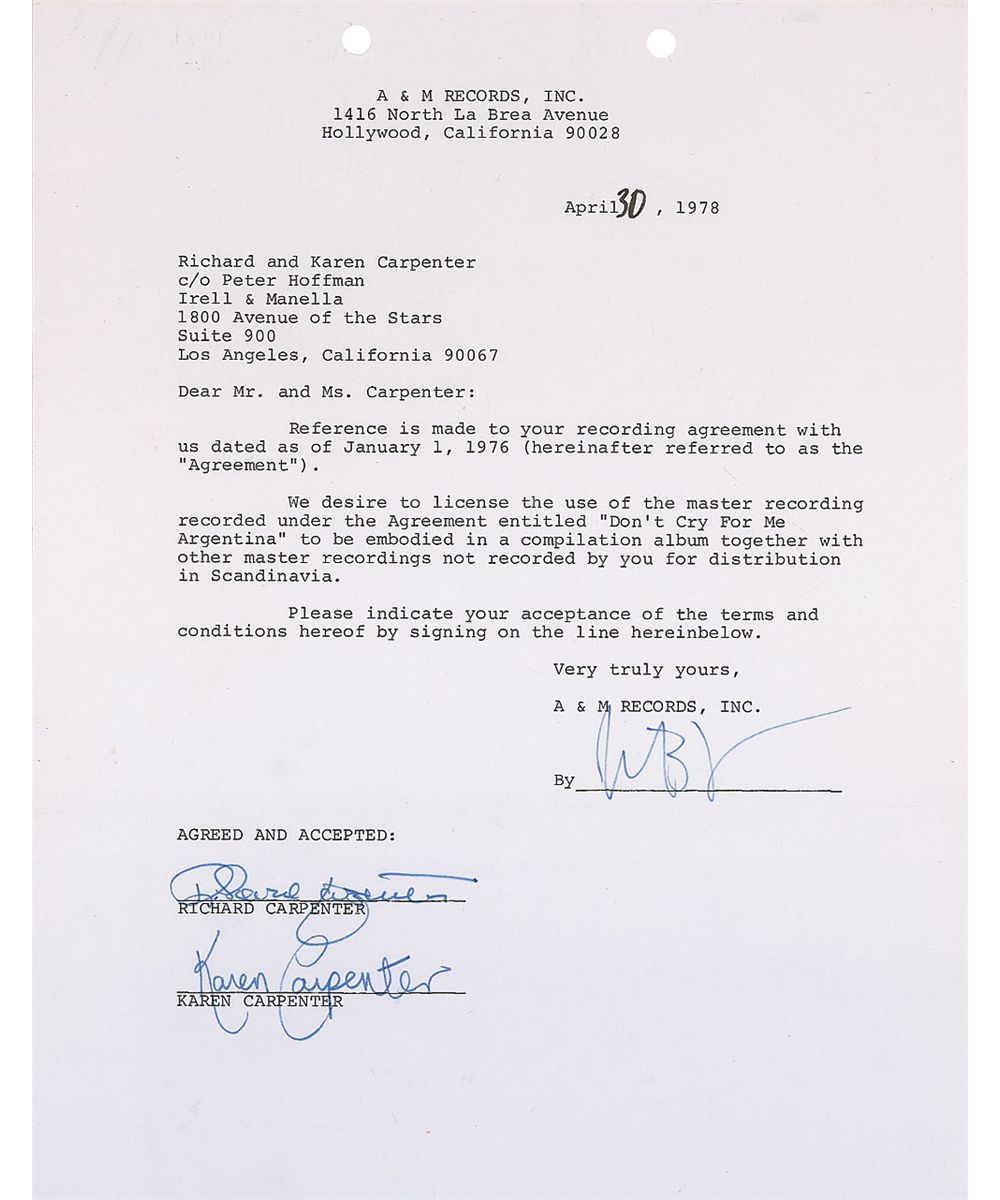 A & M RECORDS, INC.
1416 North La Brea Avenue
Hollywood, California 90028
April 30 , 1978
Richard and Karen Carpenter
c/o Peter Hoffman
Irell & Manella
1800 Avenue of the Stars
Suite 900
Los Angeles, California 90067
Dear Mr. and Ms. Carpenter:
Reference is made to your recording agreement with
us dated as of January 1, 1976 (hereinafter referred to as the
"Agreement").
We desire to license the use of the master recording
recorded under the Agreement entitled "Don't Cry For Me
Argentina" to be embodied in a compilation album together with
other master recordings not recorded by you for distribution
in Scandinavia.
Please indicate your acceptance of the terms and
conditions hereof by signing on the line hereinbelow.
Very truly yours,
A & M RECORDS, INC.
By
AGREED AND ACCEPTED:
Richard Carpenter
RICHARD CARPENTER
Karen Carpenter
KAREN CARPENTER